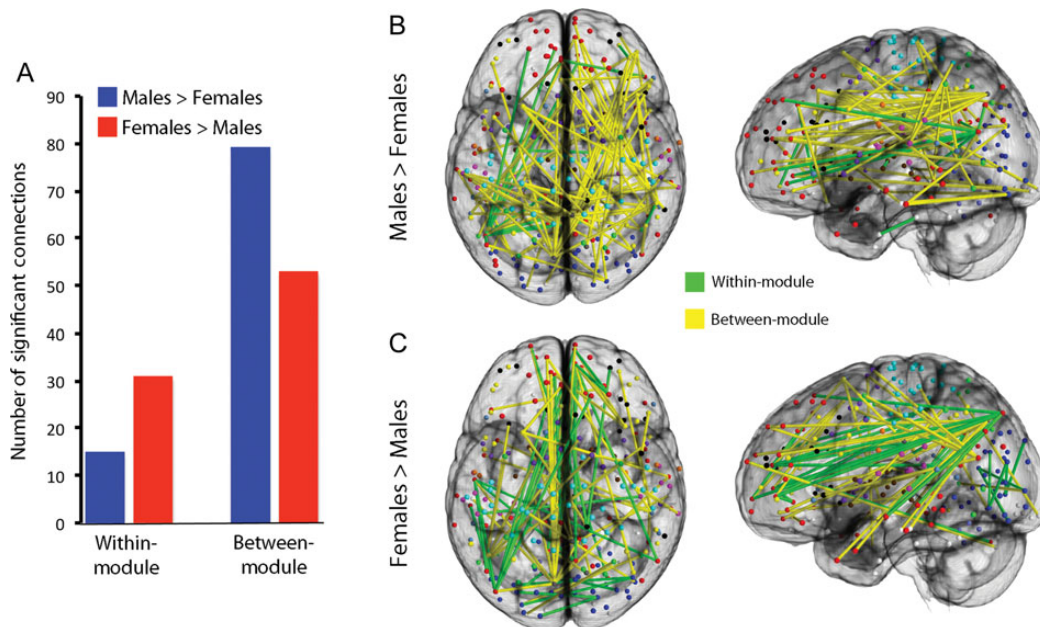 A
Males > Females
Females > Males
Number of significant connections
90
80
70
60
50
40
30
20
10
0
Within-
module
Between-
module
B
Males > Females
Within-module
Between-module
C
Females > Males